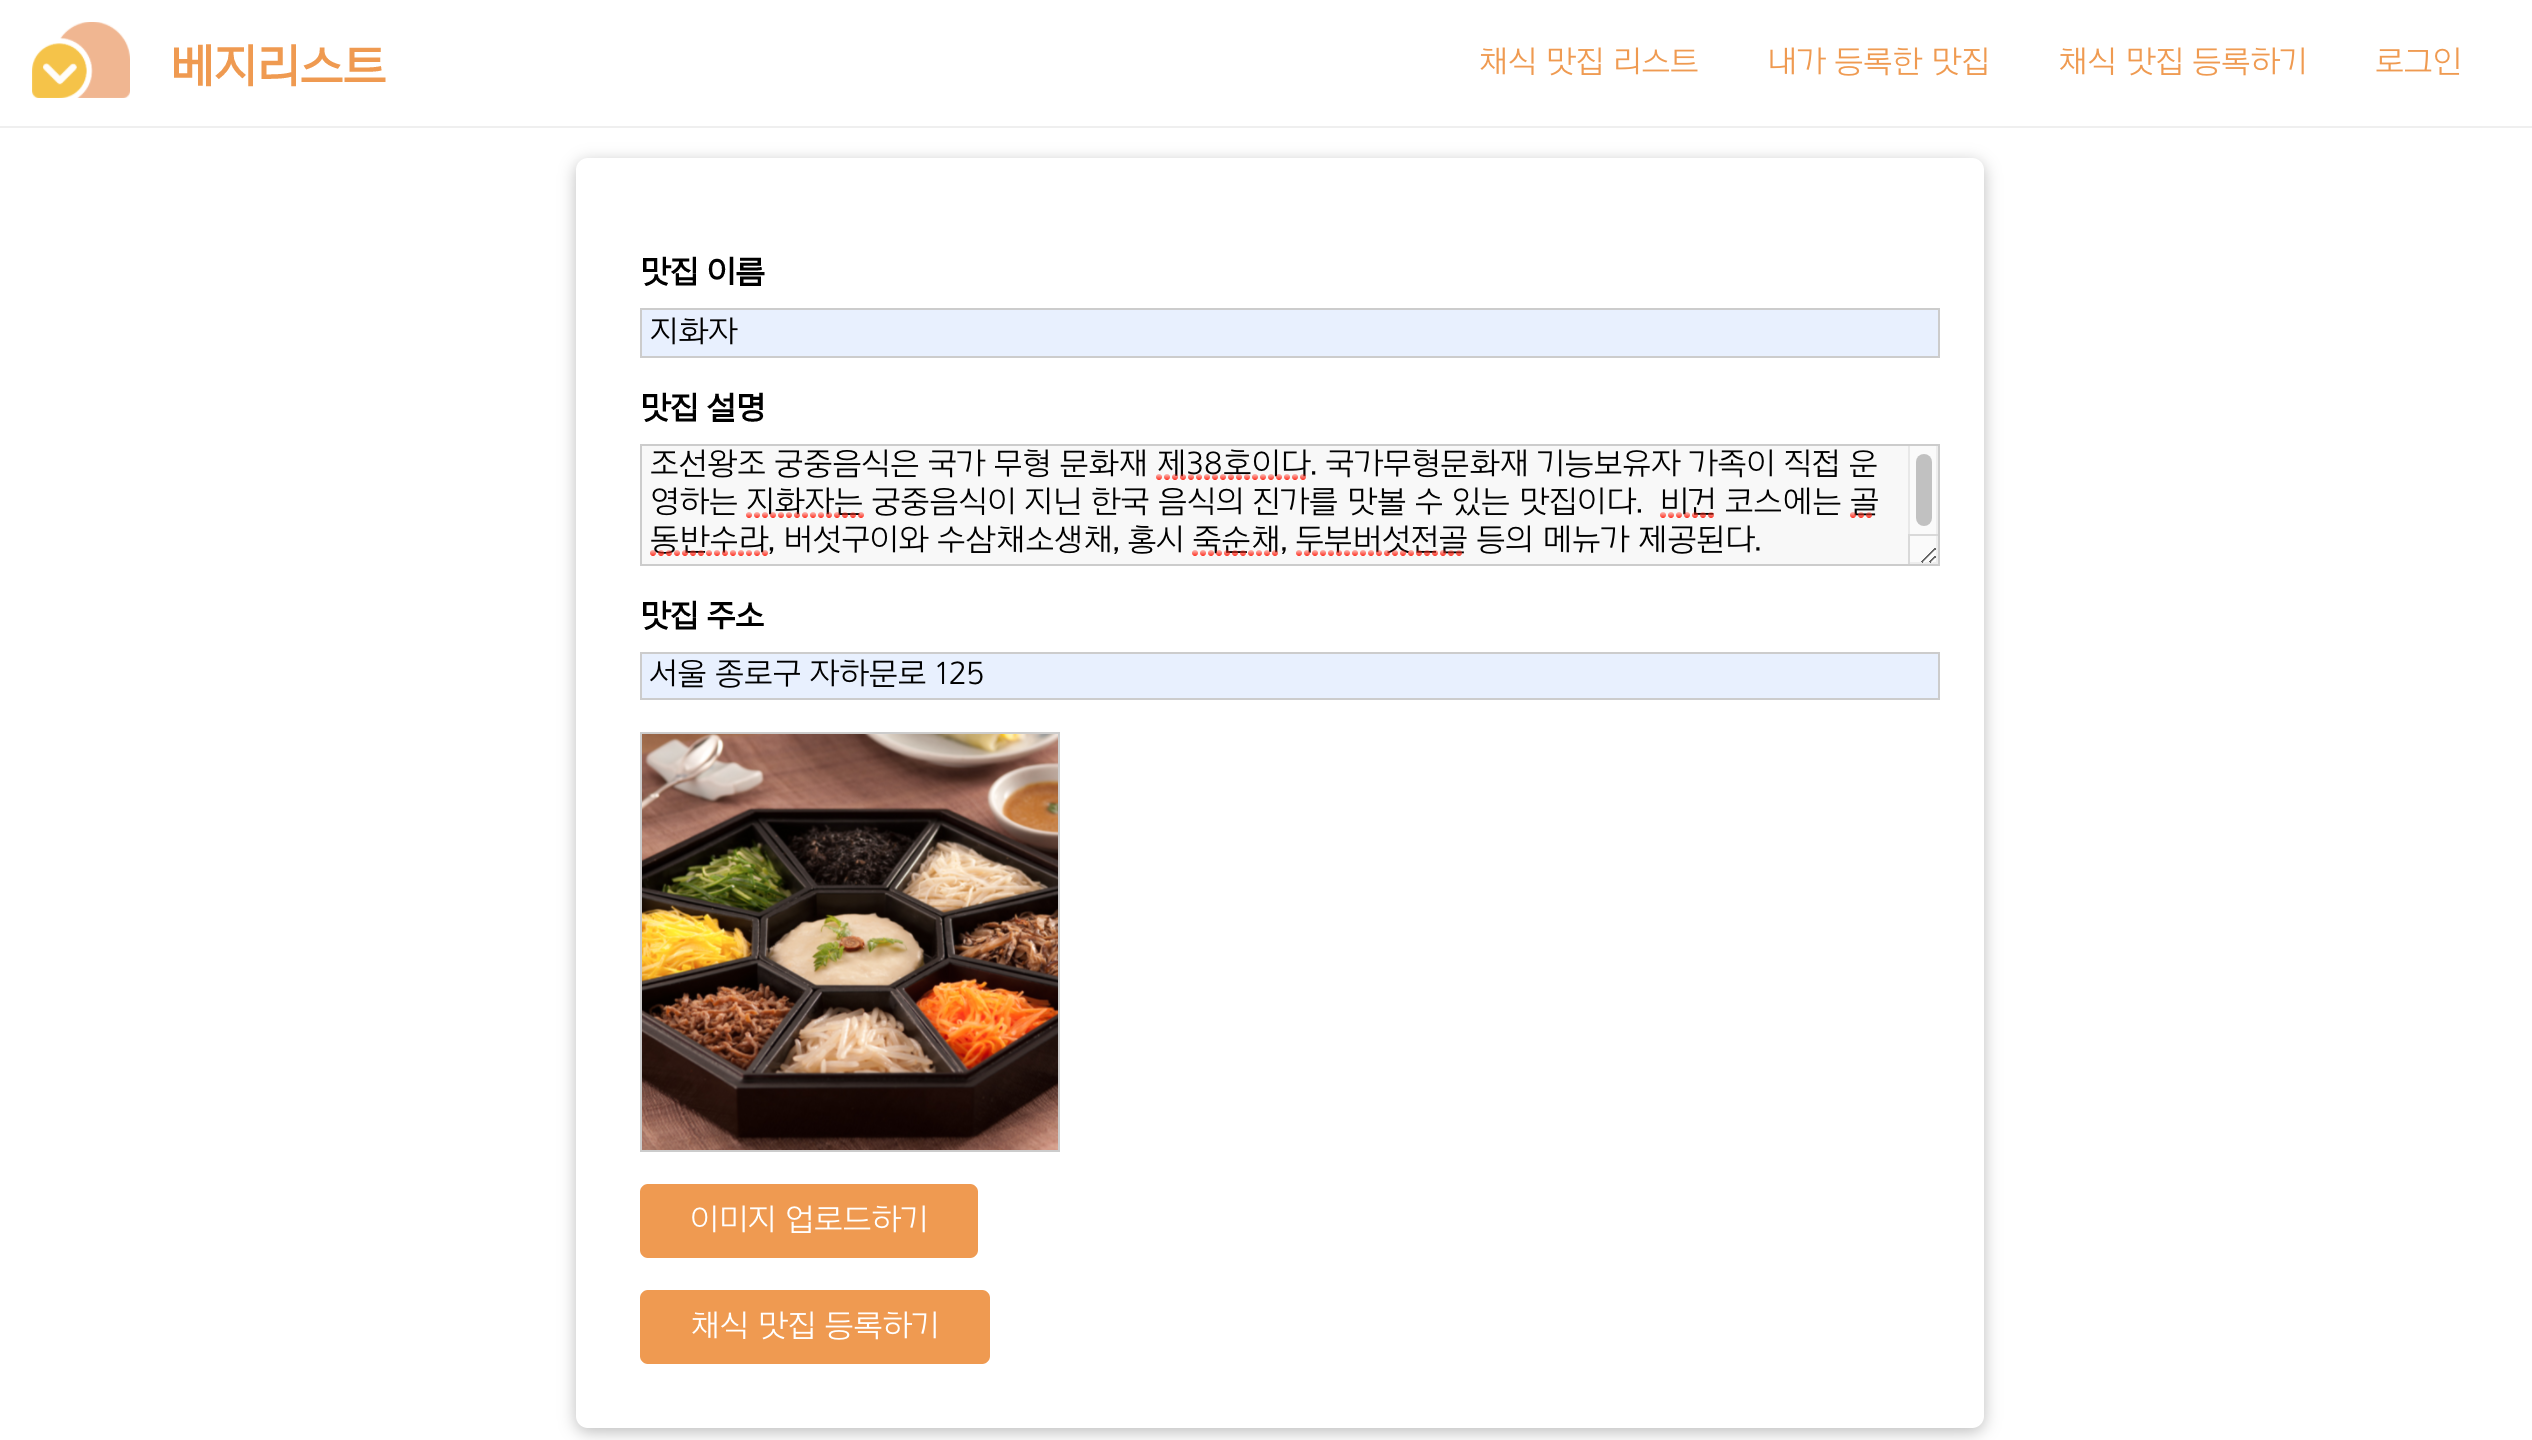 베지리스트
채식 맛집 리스트
내가 등록한 맛집
채식 맛집 등록하기
로그인
맛집 이름
지화자
맛집 설명
조선왕조 궁중음식은 국가 무형 문화재 제38호이다. 국가무형문화재 기능보유자 가족이 직접 운
영하는 지화자는 궁중음식이 지닌 한국 음식의 진가를 맛볼 수 있는 맛집이다.  비건 코스에는 골
동반수라, 버섯구이와 수삼채소생채, 홍시 죽순채, 두부버섯전골 등의 메뉴가 제공된다.
맛집 주소
서울 종로구 자하문로 125
이미지 업로드하기
채식 맛집 등록하기